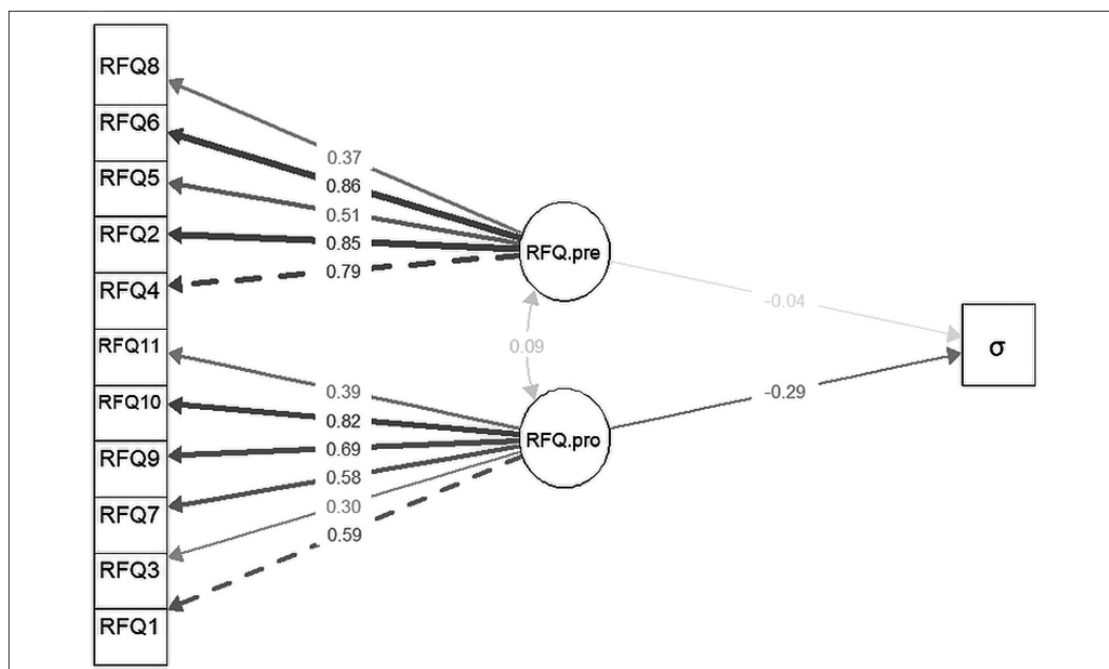 RFQ8
RFQ6
RFQ5
RFQ2
RFQ4
RFQ11
RFQ10
RFQ9
RFQ7
RFQ3
RFQ1
0.37
0.86
0.51
0.85
0.79
0.39
0.82
0.69
0.58
0.30
0.59
RFQ.pre
0.09
RFQ.pro
-0.04
-0.29
σ